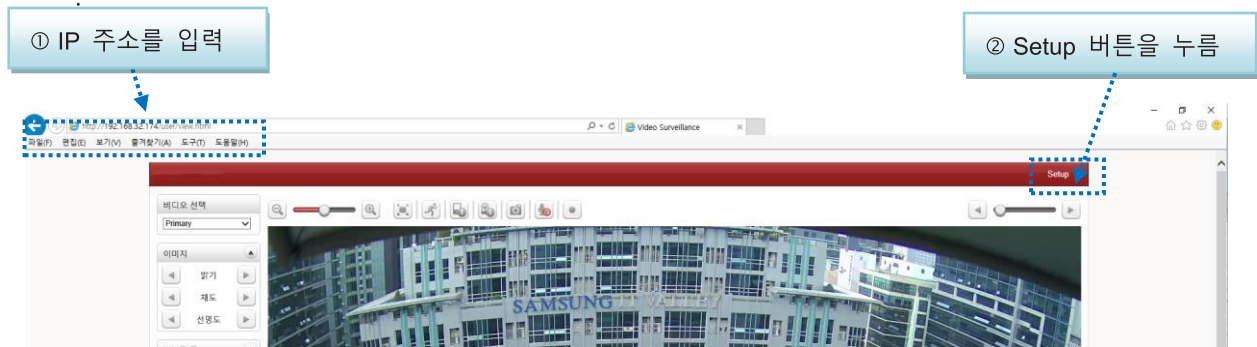 ① IP 주소를 입력
② Setup 버튼을 누름
http://192.168.32.174/user/view.html
Video Surveillance
파일(F) 편집(E) 보기(V) 즐겨찾기(A) 도구(T) 도움말(H)
Setup
비디오 선택
Primary
이미지
밝기
채도
선명도
SAMSUNG IT VALLEY